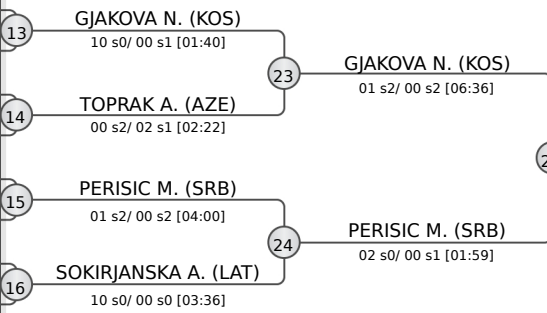 13
GJAKOVA N. (KOS)
10 s0/ 00 s1 [01:40]
23
GJAKOVA N. (KOS)
01 s2/ 00 s2 [06:36]
14
TOPRAK A. (AZE)
00 s2/ 02 s1 [02:22]
15
PERISIC M. (SRB)
01 s2/ 00 s2 [04:00]
24
PERISIC M. (SRB)
02 s0/ 00 s1 [01:59]
16
SOKIRJANSKA A. (LAT)
10 s0/ 00 s0 [03:36]